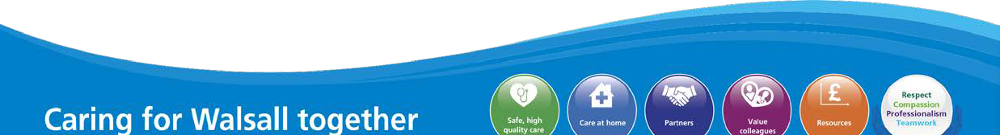 Caring for Walsall together
Safe, high
quality care
Care at home
Partners
Value
colleagues
£
Resources
Respect
Compassion
Professionalism
Teamwork